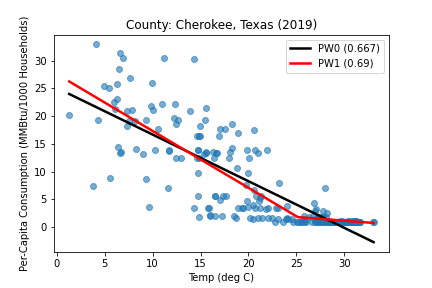 County: Cherokee, Texas (2019)
PW0 (0.667)
PW1 (0.69)
Per-Capita Consumption (MMBtu/1000 Households)
30
25
20
15
10
5
0
0
5
10
15
20
25
30
Temp (deg C)